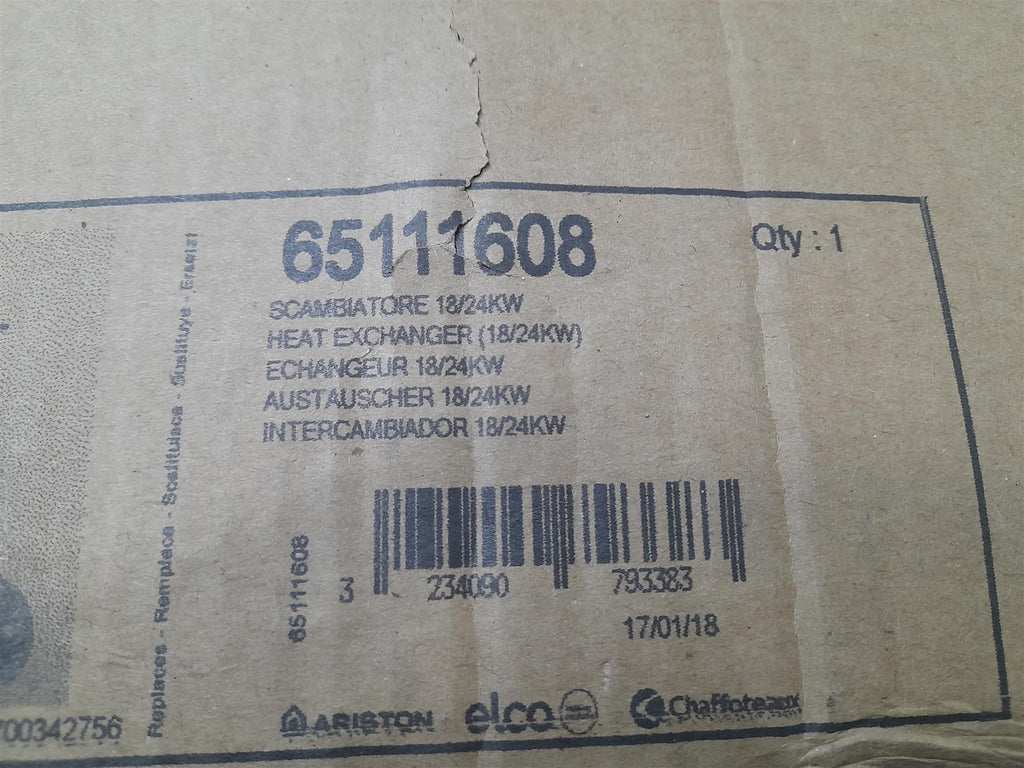 65111608
Qty : 1
SCAMBIATORE 18/24KW
HEAT EXCHANGER (18/24KW)
ECHANGEUR 18/24KW
AUSTAUSCHER 18/24KW
INTERCAMBIADOR 18/24KW
Replaces - Remplace - Sostituisce - Sustituye - Ersetzt
65111608
3 234090 793383
17/01/18
700342756
ARISTON
elco
Chaffoteaux